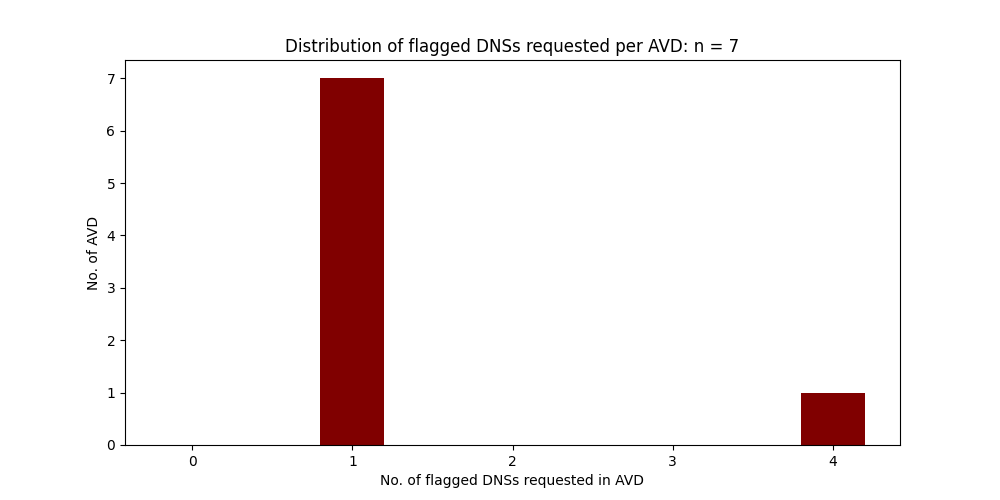 Distribution of flagged DNSs requested per AVD: n = 7
7
6
5
4
3
2
1
0
No. of AVD
0 1 2 3 4
No. of flagged DNSs requested in AVD